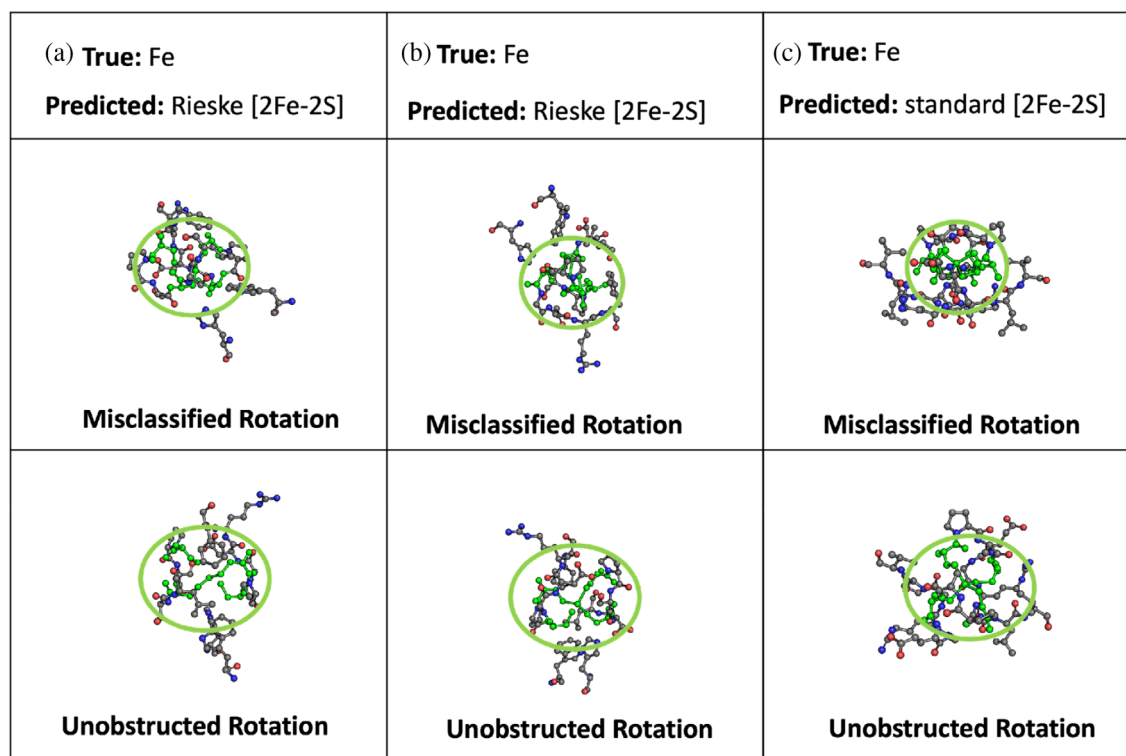 (a) True: Fe
Predicted: Rieske [2Fe-2S]
(b) True: Fe
Predicted: Rieske [2Fe-2S]
(c) True: Fe
Predicted: standard [2Fe-2S]
Misclassified Rotation
Misclassified Rotation
Misclassified Rotation
Unobstructed Rotation
Unobstructed Rotation
Unobstructed Rotation